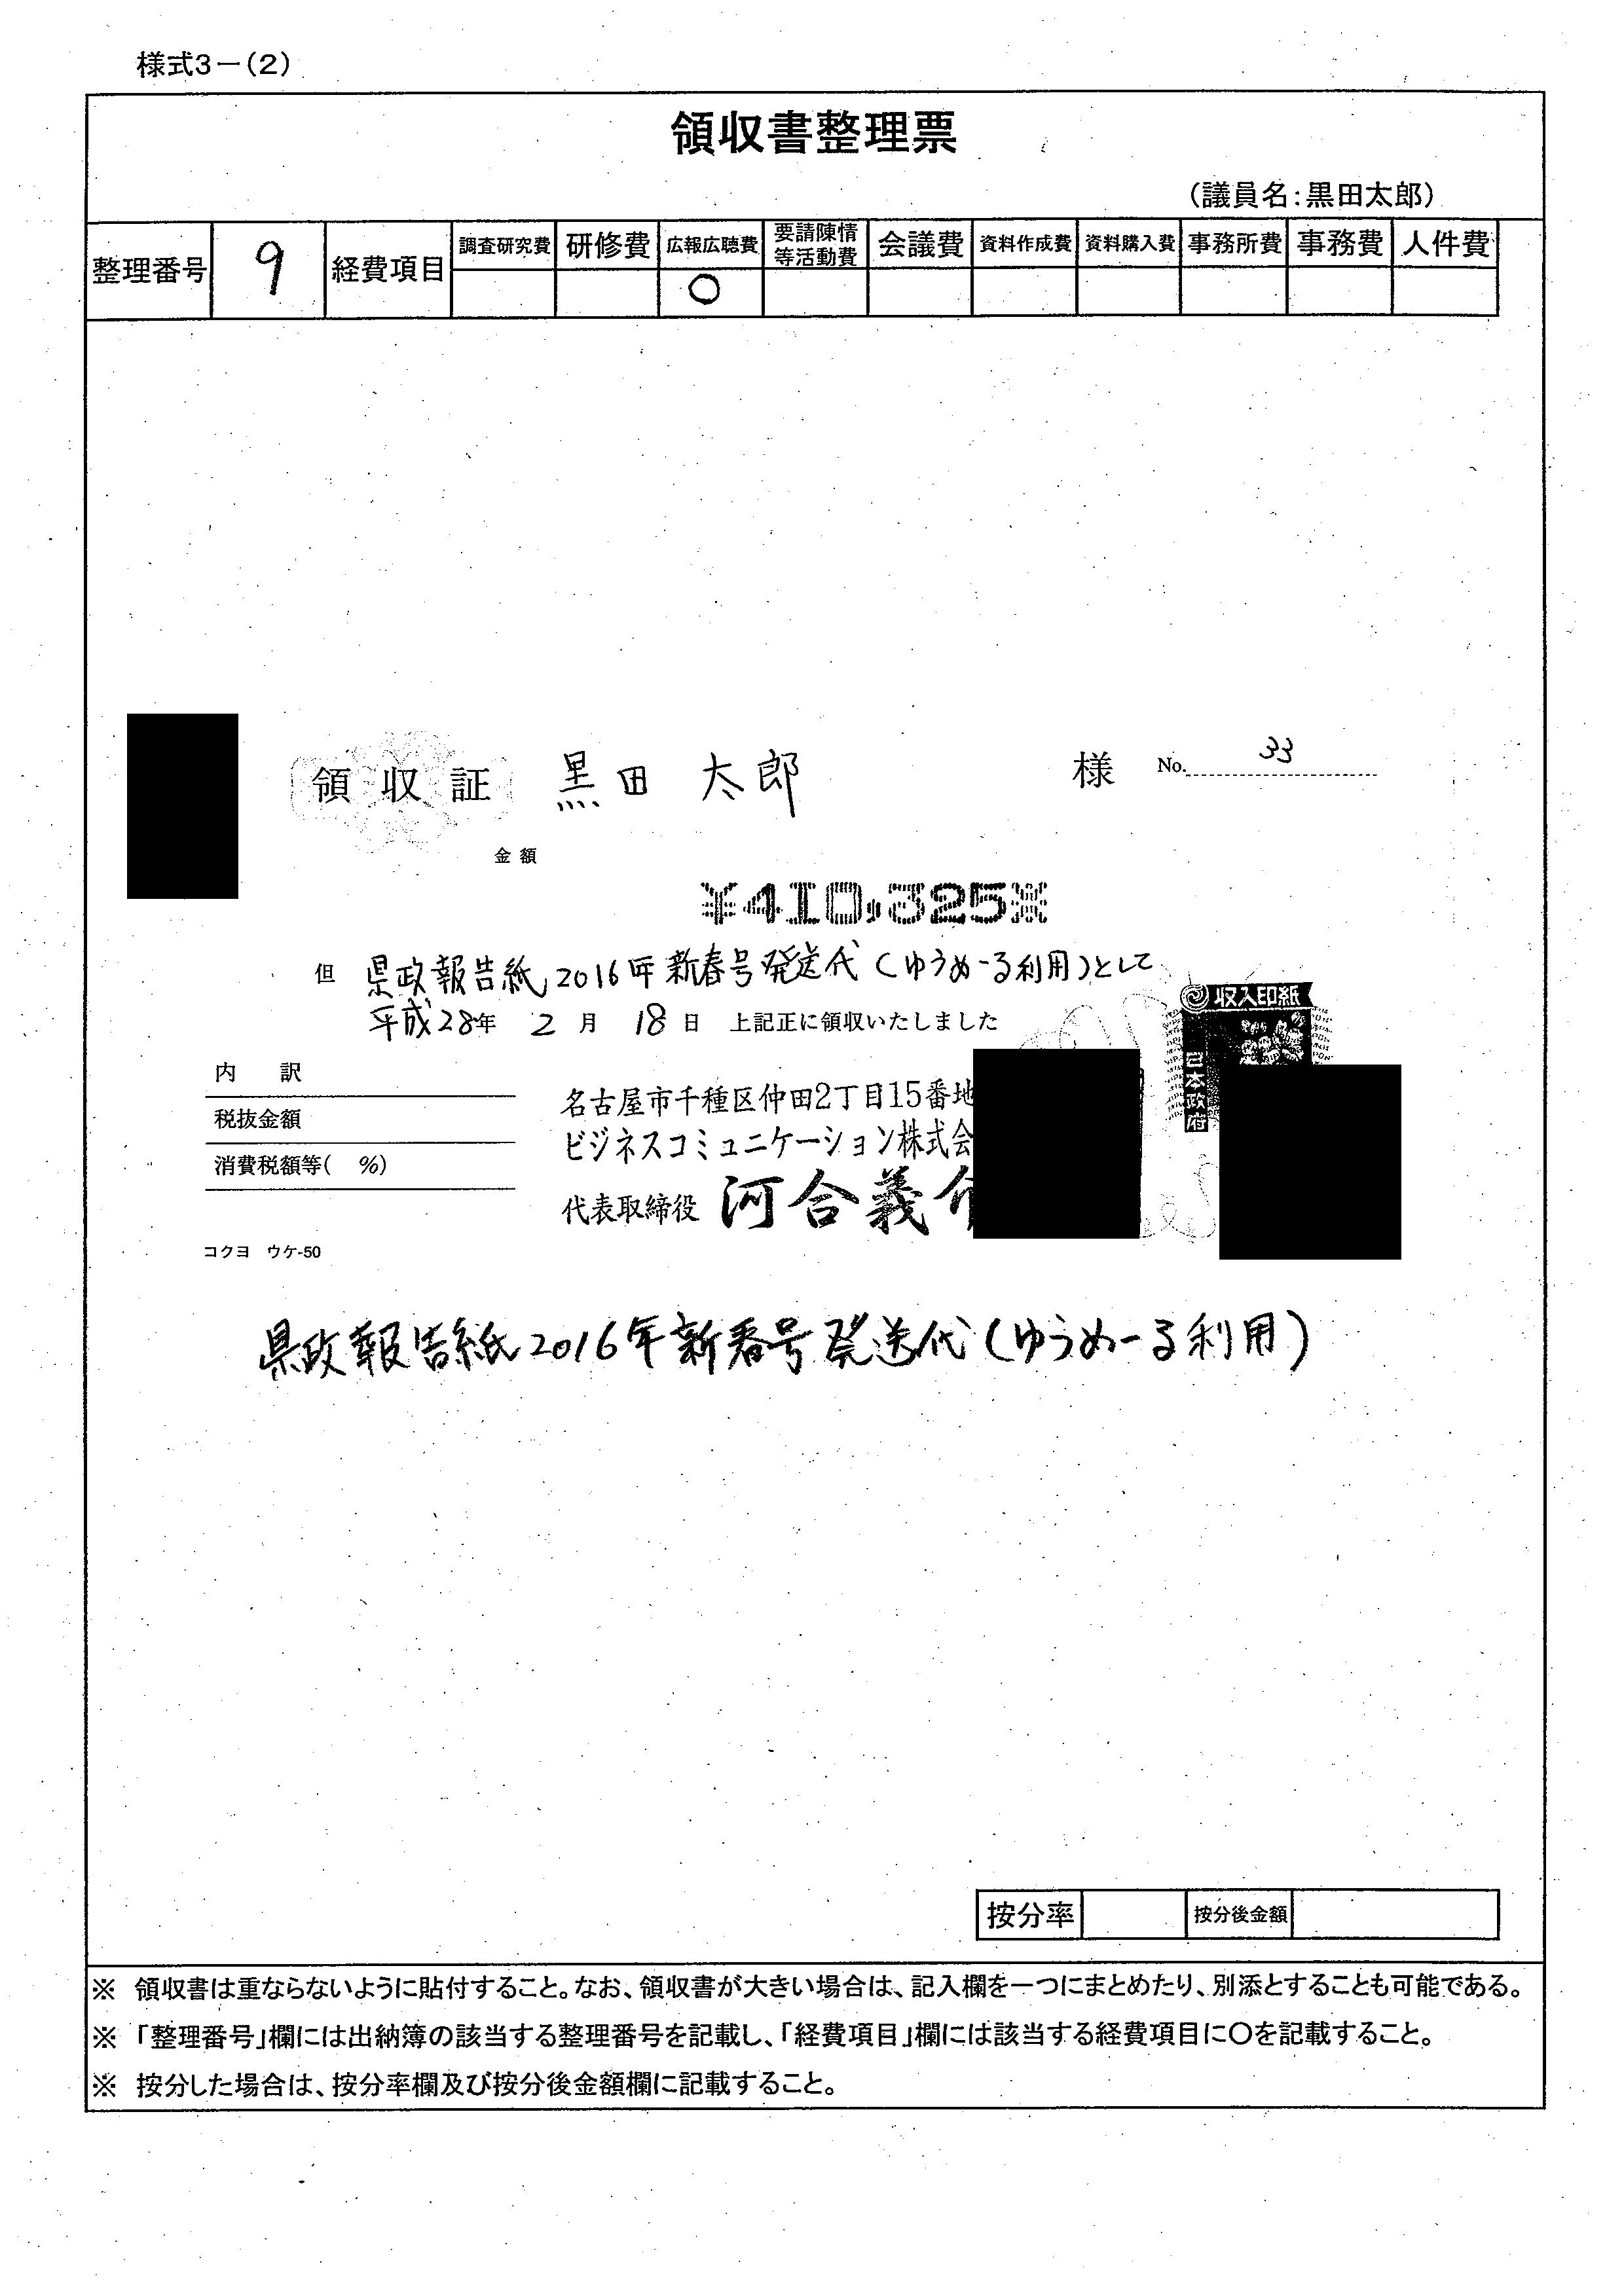 様式3－(2)
領収書整理票
(議員名:黒田太郎)
整理番号 9 経費項目 調査研究費 研修費 広報広聴費 要請陳情等活動費 会議費 資料作成費 資料購入費 事務所費 事務費 人件費
○
領収証 黒田 太郎 様 No. 33
金額
¥410,325※
但 県政報告紙2016年新春号発送代(ゆうめーる利用)として
平成28年 2月 18日 上記正に領収いたしました
収入印紙
日本政府
内 訳
税抜金額
消費税額等( %)
名古屋市千種区仲田2丁目15番地
ビジネスコミュニケーション株式会
代表取締役 河合義
コクヨ ウケ-50
県政報告紙2016年新春号発送代(ゆうめーる利用)
按分率 按分後金額
※ 領収書は重ならないように貼付すること。なお、領収書が大きい場合は、記入欄を一つにまとめたり、別添とすることも可能である。
※ 「整理番号」欄には出納簿の該当する整理番号を記載し、「経費項目」欄には該当する経費項目に○を記載すること。
※ 按分した場合は、按分率欄及び按分後金額欄に記載すること。